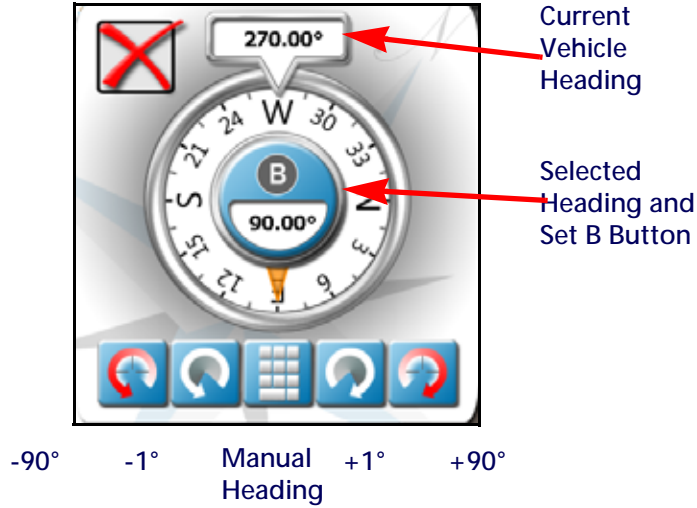 270.00°
Current
Vehicle
Heading
W
24 30
21 33
S N
15 3
12 6
E
B
90.00°
Selected
Heading and
Set B Button
-90° -1° Manual +1° +90°
Heading